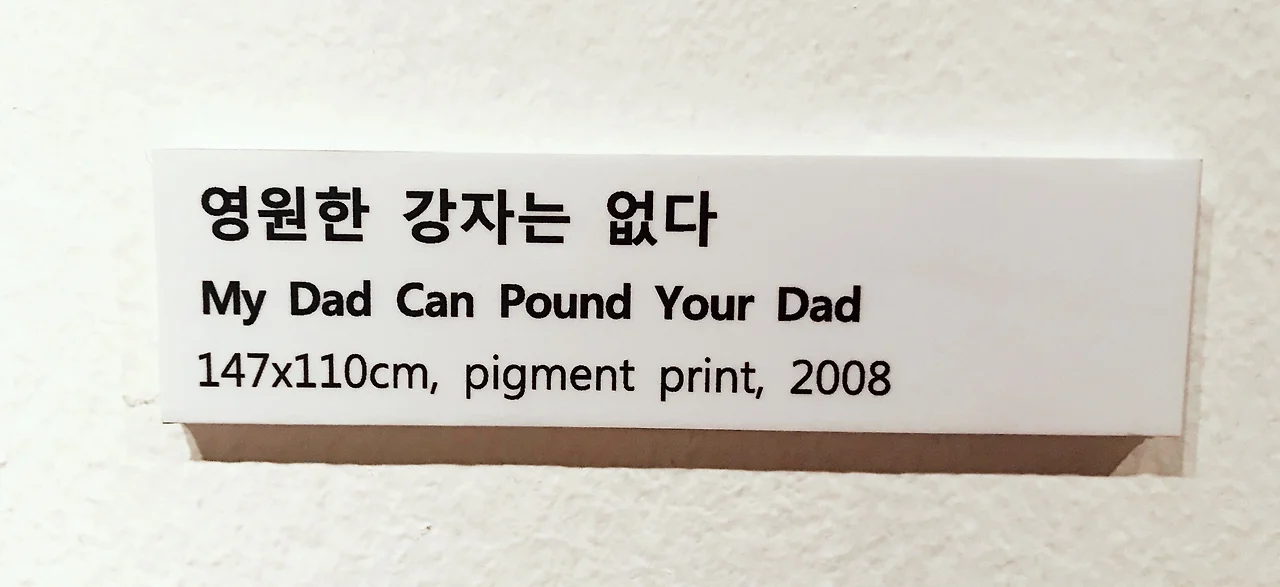 영원한 강자는 없다
My Dad Can Pound Your Dad
147x110cm, pigment print, 2008